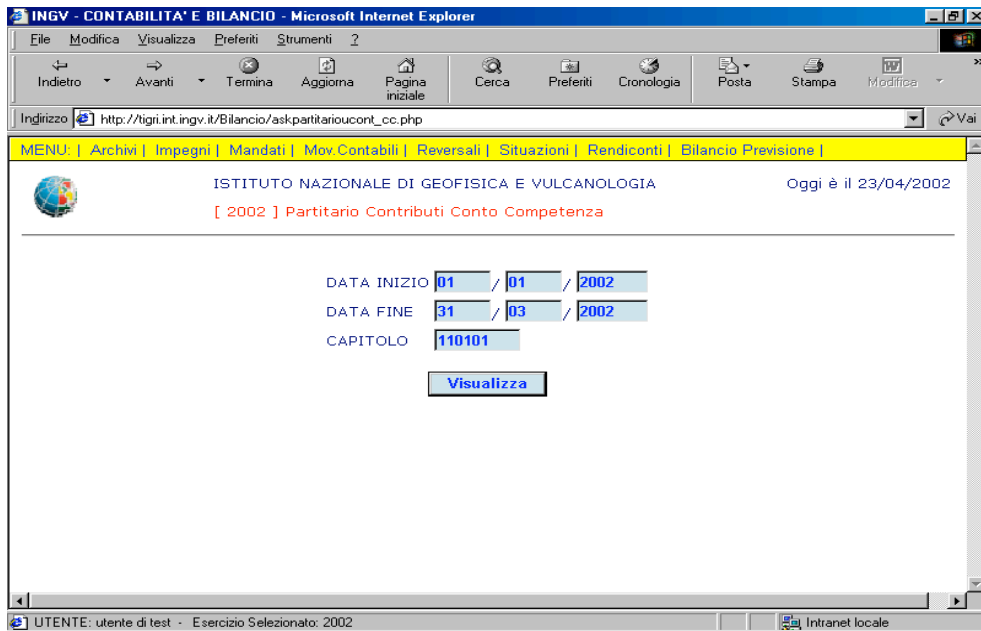 INGV - CONTABILITA' E BILANCIO - Microsoft Internet Explorer
File Modifica Visualizza Preferiti Strumenti ?
Indietro Avanti Termina Aggiorna Pagina iniziale Cerca Preferiti Cronologia Posta Stampa Modifica »
Indirizzo http://tigri.int.ingv.it/Bilancio/askpartitarioucont_cc.php Vai
MENU: | Archivi | Impegni | Mandati | Mov.Contabili | Reversali | Situazioni | Rendiconti | Bilancio Previsione |
ISTITUTO NAZIONALE DI GEOFISICA E VULCANOLOGIA Oggi è il 23/04/2002
[ 2002 ] Partitario Contributi Conto Competenza
DATA INIZIO 01 / 01 / 2002
DATA FINE 31 / 03 / 2002
CAPITOLO 110101
Visualizza
UTENTE: utente di test - Esercizio Selezionato: 2002 Intranet locale